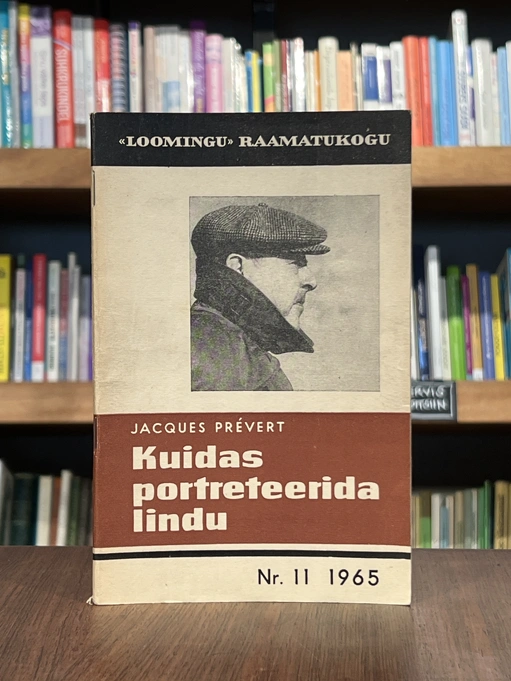 «LOOMINGU» RAAMATUKOGU
JACQUES PRÉVERT
Kuidas
portreteerida
lindu
Nr. 11 1965